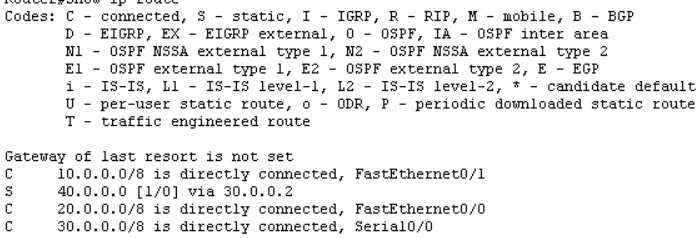 Router#Show ip route
Codes: C - connected, S - static, I - IGRP, R - RIP, M - mobile, B - BGP
D - EIGRP, EX - EIGRP external, O - OSPF, IA - OSPF inter area
N1 - OSPF NSSA external type 1, N2 - OSPF NSSA external type 2
E1 - OSPF external type 1, E2 - OSPF external type 2, E - EGP
i - IS-IS, L1 - IS-IS level-1, L2 - IS-IS level-2, * - candidate default
U - per-user static route, o - ODR, P - periodic downloaded static route
T - traffic engineered route
Gateway of last resort is not set
C 10.0.0.0/8 is directly connected, FastEthernet0/1
S 40.0.0.0 [1/0] via 30.0.0.2
C 20.0.0.0/8 is directly connected, FastEthernet0/0
C 30.0.0.0/8 is directly connected, Serial0/0